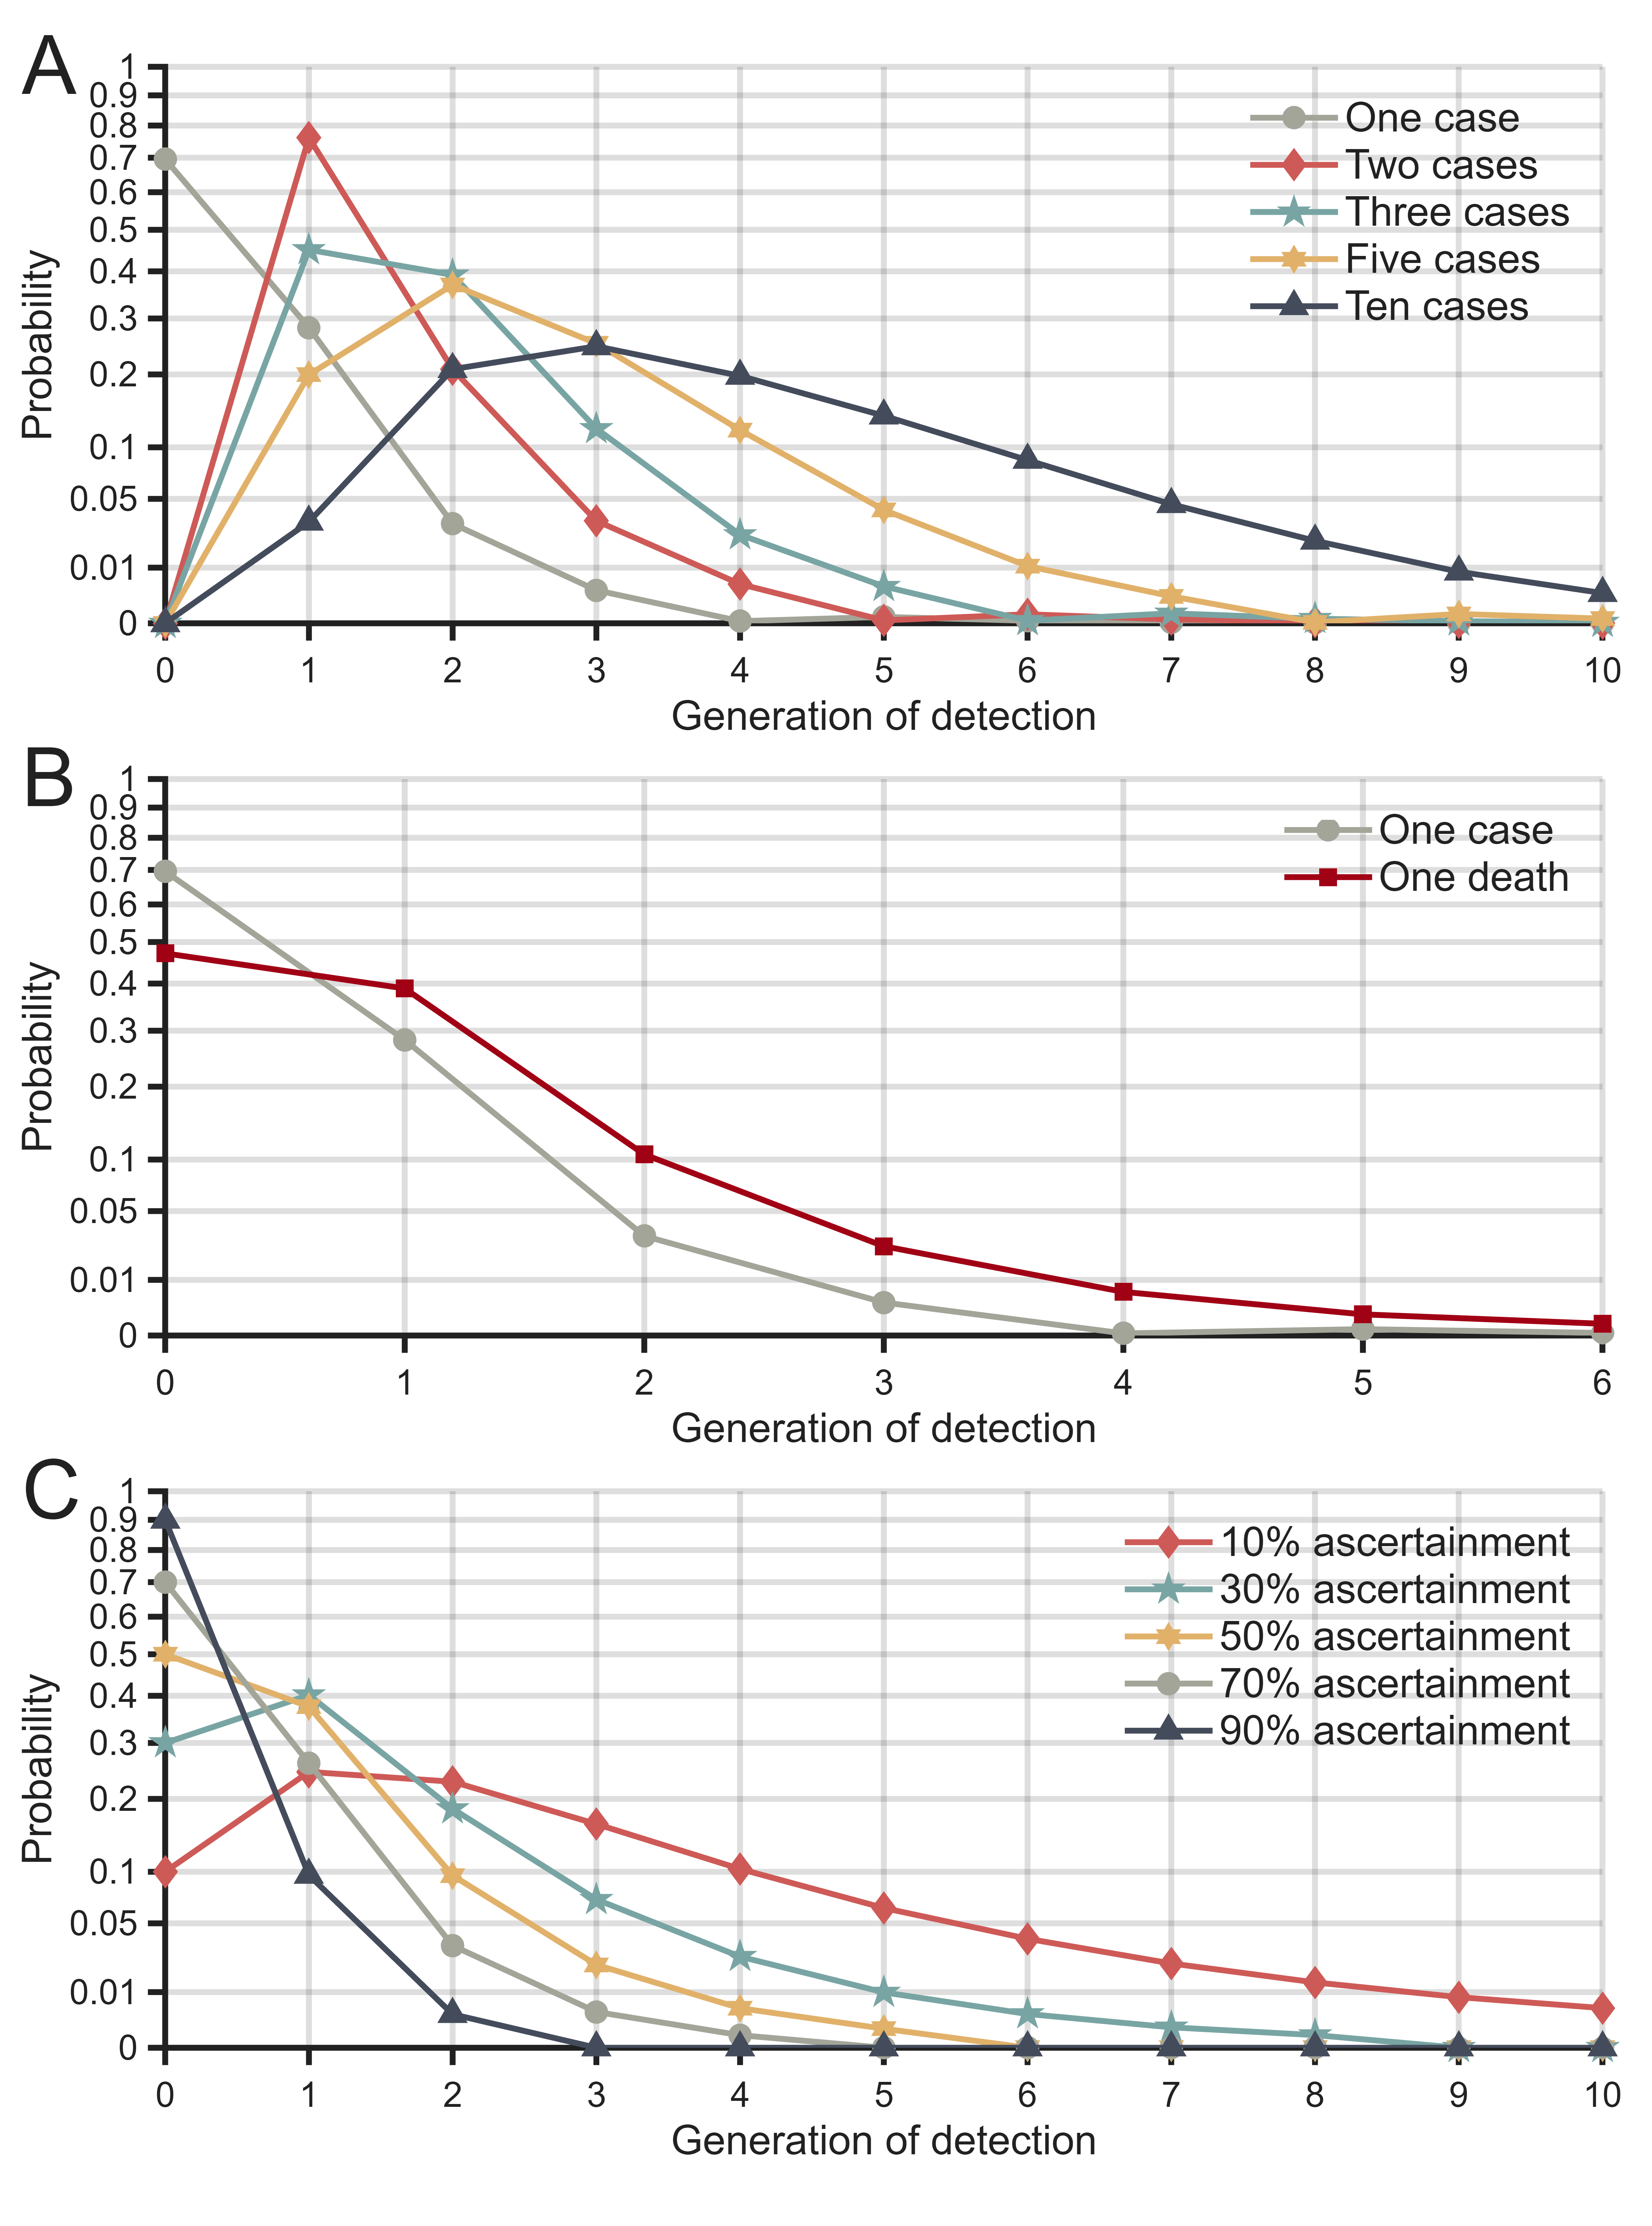 A
1
0.9
0.8
0.7
0.6
0.5
0.4
0.3
0.2
0.1
0.05
0.01
0
Probability
One case
Two cases
Three cases
Five cases
Ten cases
0 1 2 3 4 5 6 7 8 9 10
Generation of detection
B
1
0.9
0.8
0.7
0.6
0.5
0.4
0.3
0.2
0.1
0.05
0.01
0
Probability
One case
One death
0 1 2 3 4 5 6
Generation of detection
C
1
0.9
0.8
0.7
0.6
0.5
0.4
0.3
0.2
0.1
0.05
0.01
0
Probability
10% ascertainment
30% ascertainment
50% ascertainment
70% ascertainment
90% ascertainment
0 1 2 3 4 5 6 7 8 9 10
Generation of detection